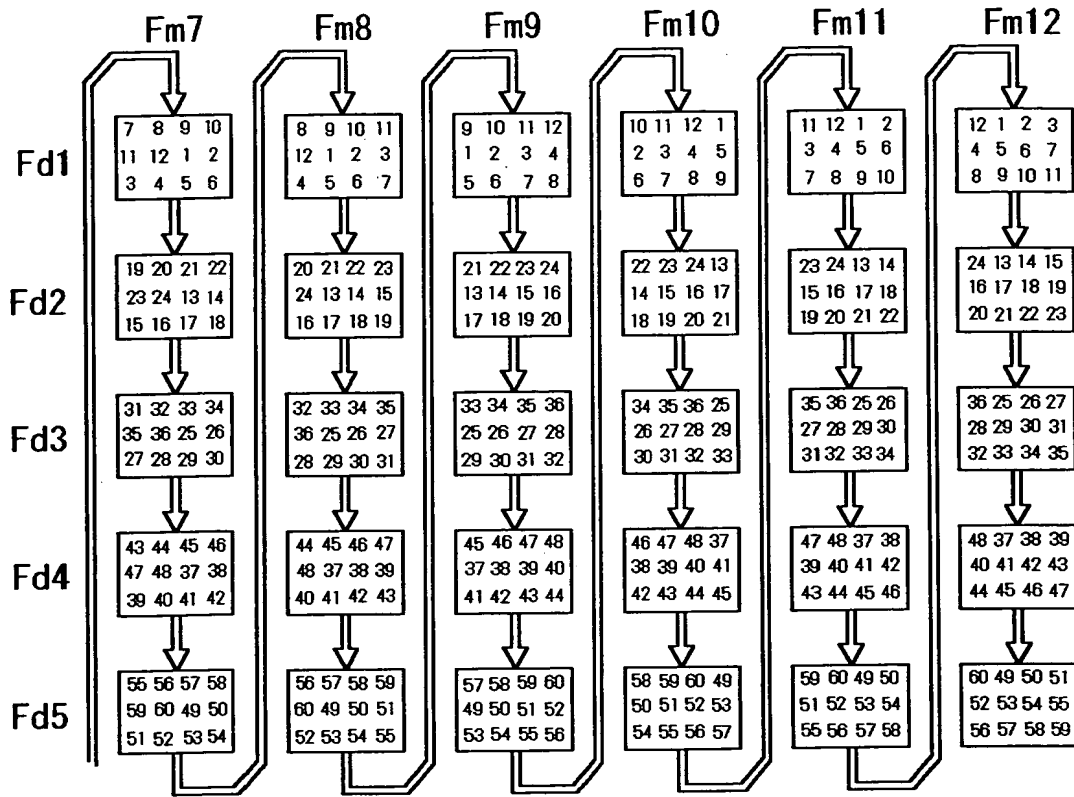 Fm7 Fm8 Fm9 Fm10 Fm11 Fm12
Fd1
7 8 9 10 8 9 10 11 9 10 11 12 10 11 12 1 11 12 1 2 12 1 2 3
11 12 1 2 12 1 2 3 1 2 3 4 2 3 4 5 3 4 5 6 4 5 6 7
3 4 5 6 4 5 6 7 5 6 7 8 6 7 8 9 7 8 9 10 8 9 10 11
Fd2
19 20 21 22 20 21 22 23 21 22 23 24 22 23 24 13 23 24 13 14 24 13 14 15
23 24 13 14 24 13 14 15 13 14 15 16 14 15 16 17 15 16 17 18 16 17 18 19
15 16 17 18 16 17 18 19 17 18 19 20 18 19 20 21 19 20 21 22 20 21 22 23
Fd3
31 32 33 34 32 33 34 35 33 34 35 36 34 35 36 25 35 36 25 26 36 25 26 27
35 36 25 26 36 25 26 27 25 26 27 28 26 27 28 29 27 28 29 30 28 29 30 31
27 28 29 30 28 29 30 31 29 30 31 32 30 31 32 33 31 32 33 34 32 33 34 35
Fd4
43 44 45 46 44 45 46 47 45 46 47 48 46 47 48 37 47 48 37 38 48 37 38 39
47 48 37 38 48 37 38 39 37 38 39 40 38 39 40 41 39 40 41 42 40 41 42 43
39 40 41 42 40 41 42 43 41 42 43 44 42 43 44 45 43 44 45 46 44 45 46 47
Fd5
55 56 57 58 56 57 58 59 57 58 59 60 58 59 60 49 59 60 49 50 60 49 50 51
59 60 49 50 60 49 50 51 49 50 51 52 50 51 52 53 51 52 53 54 52 53 54 55
51 52 53 54 52 53 54 55 53 54 55 56 54 55 56 57 55 56 57 58 56 57 58 59